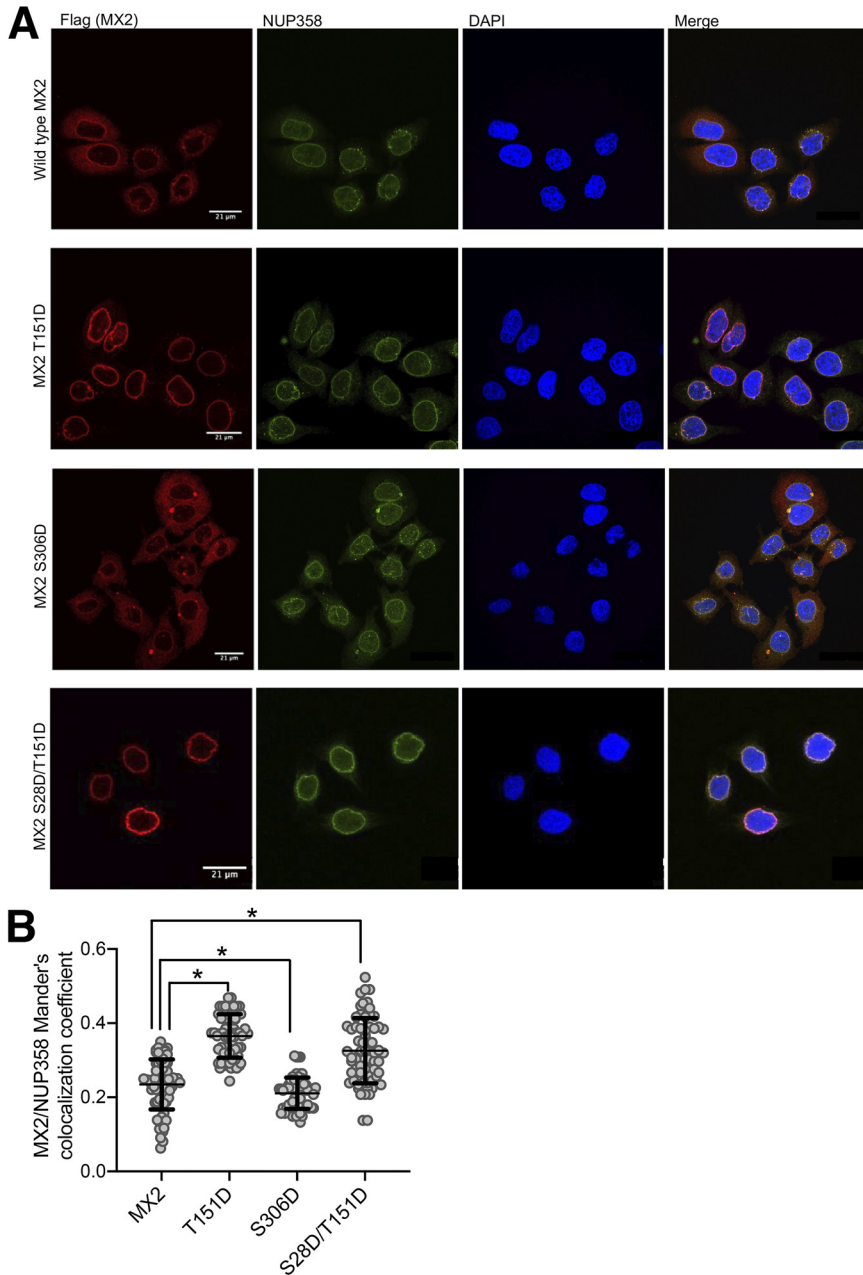 A
Flag (MX2) NUP358 DAPI Merge
Wild type MX2
21 µm
MX2 T151D
21 µm
MX2 S306D
21 µm
MX2 S28D/T151D
21 µm
B
MX2/NUP358 Mander's
colocalization coefficient
0.6
0.4
0.2
0.0
*
*
*
MX2
T151D
S306D
S28D/T151D